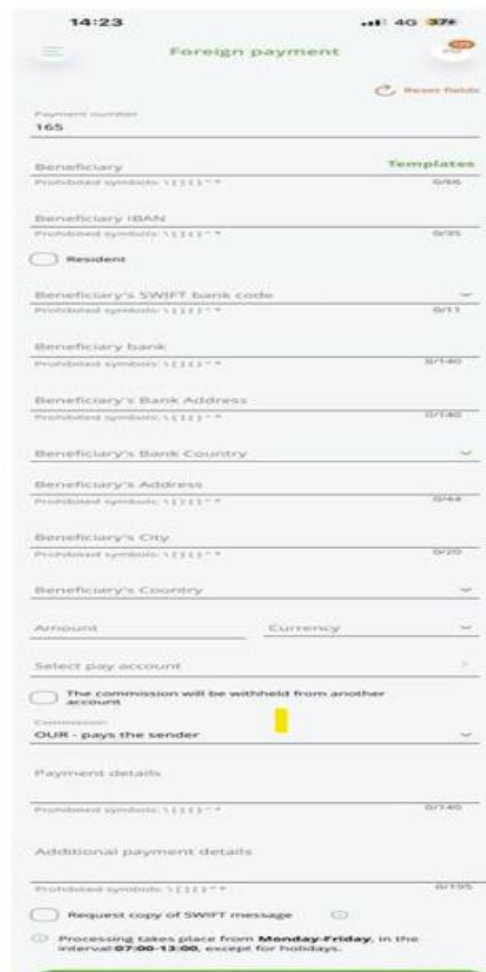 14:23
4G 37
Foreign payment
Reset fields
Payment number
165
Beneficiary Templates
Prohibited symbols: 0/66
Beneficiary IBAN
Prohibited symbols: 0/35
Resident
Beneficiary's SWIFT bank code
Prohibited symbols: 0/11
Beneficiary bank
Prohibited symbols: 0/140
Beneficiary's Bank Address
Prohibited symbols: 0/140
Beneficiary's Bank Country
Beneficiary's Address
Prohibited symbols: 0/44
Beneficiary's City
Prohibited symbols: 0/20
Beneficiary's Country
Amount Currency
Select pay account
The commission will be withheld from another
account
Commission
OUR - pays the sender
Payment details
Prohibited symbols: 0/140
Additional payment details
Prohibited symbols: 0/195
Request copy of SWIFT message
Processing takes place from Monday-Friday, in the
interval 07:00-13:00, except for holidays.